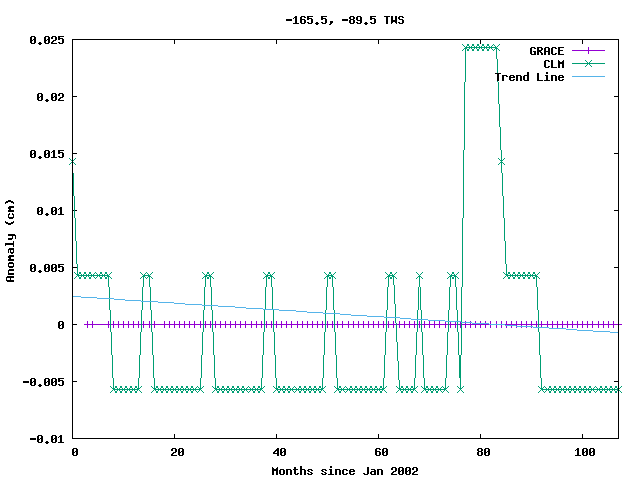 -165.5, -89.5 TWS
0.025
0.02
0.015
0.01
0.005
0
-0.005
-0.01
Anomaly (cm)
GRACE
CLM
Trend Line
0 20 40 60 80 100
Months since Jan 2002